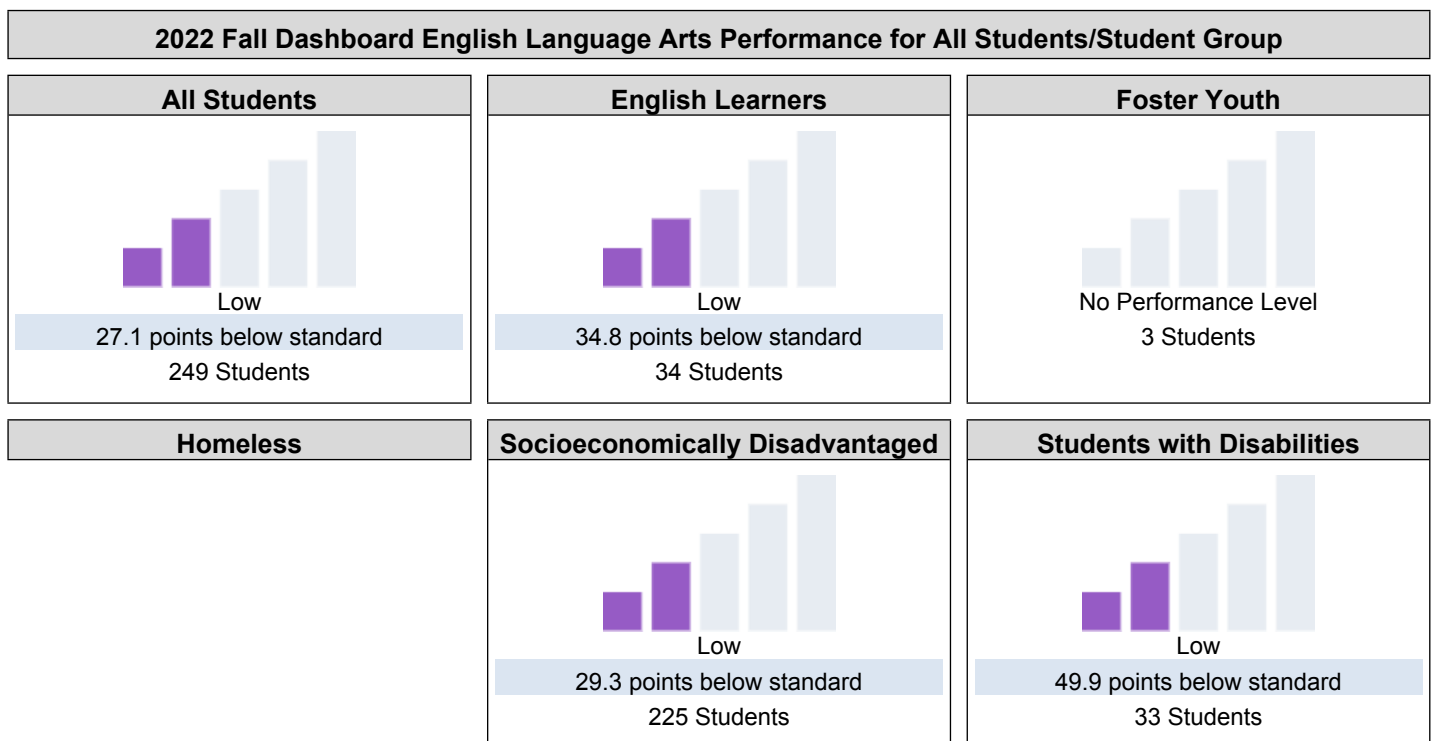 2022 Fall Dashboard English Language Arts Performance for All Students/Student Group
All Students
Low
27.1 points below standard
249 Students
English Learners
Low
34.8 points below standard
34 Students
Foster Youth
No Performance Level
3 Students
Homeless
Socioeconomically Disadvantaged
Low
29.3 points below standard
225 Students
Students with Disabilities
Low
49.9 points below standard
33 Students